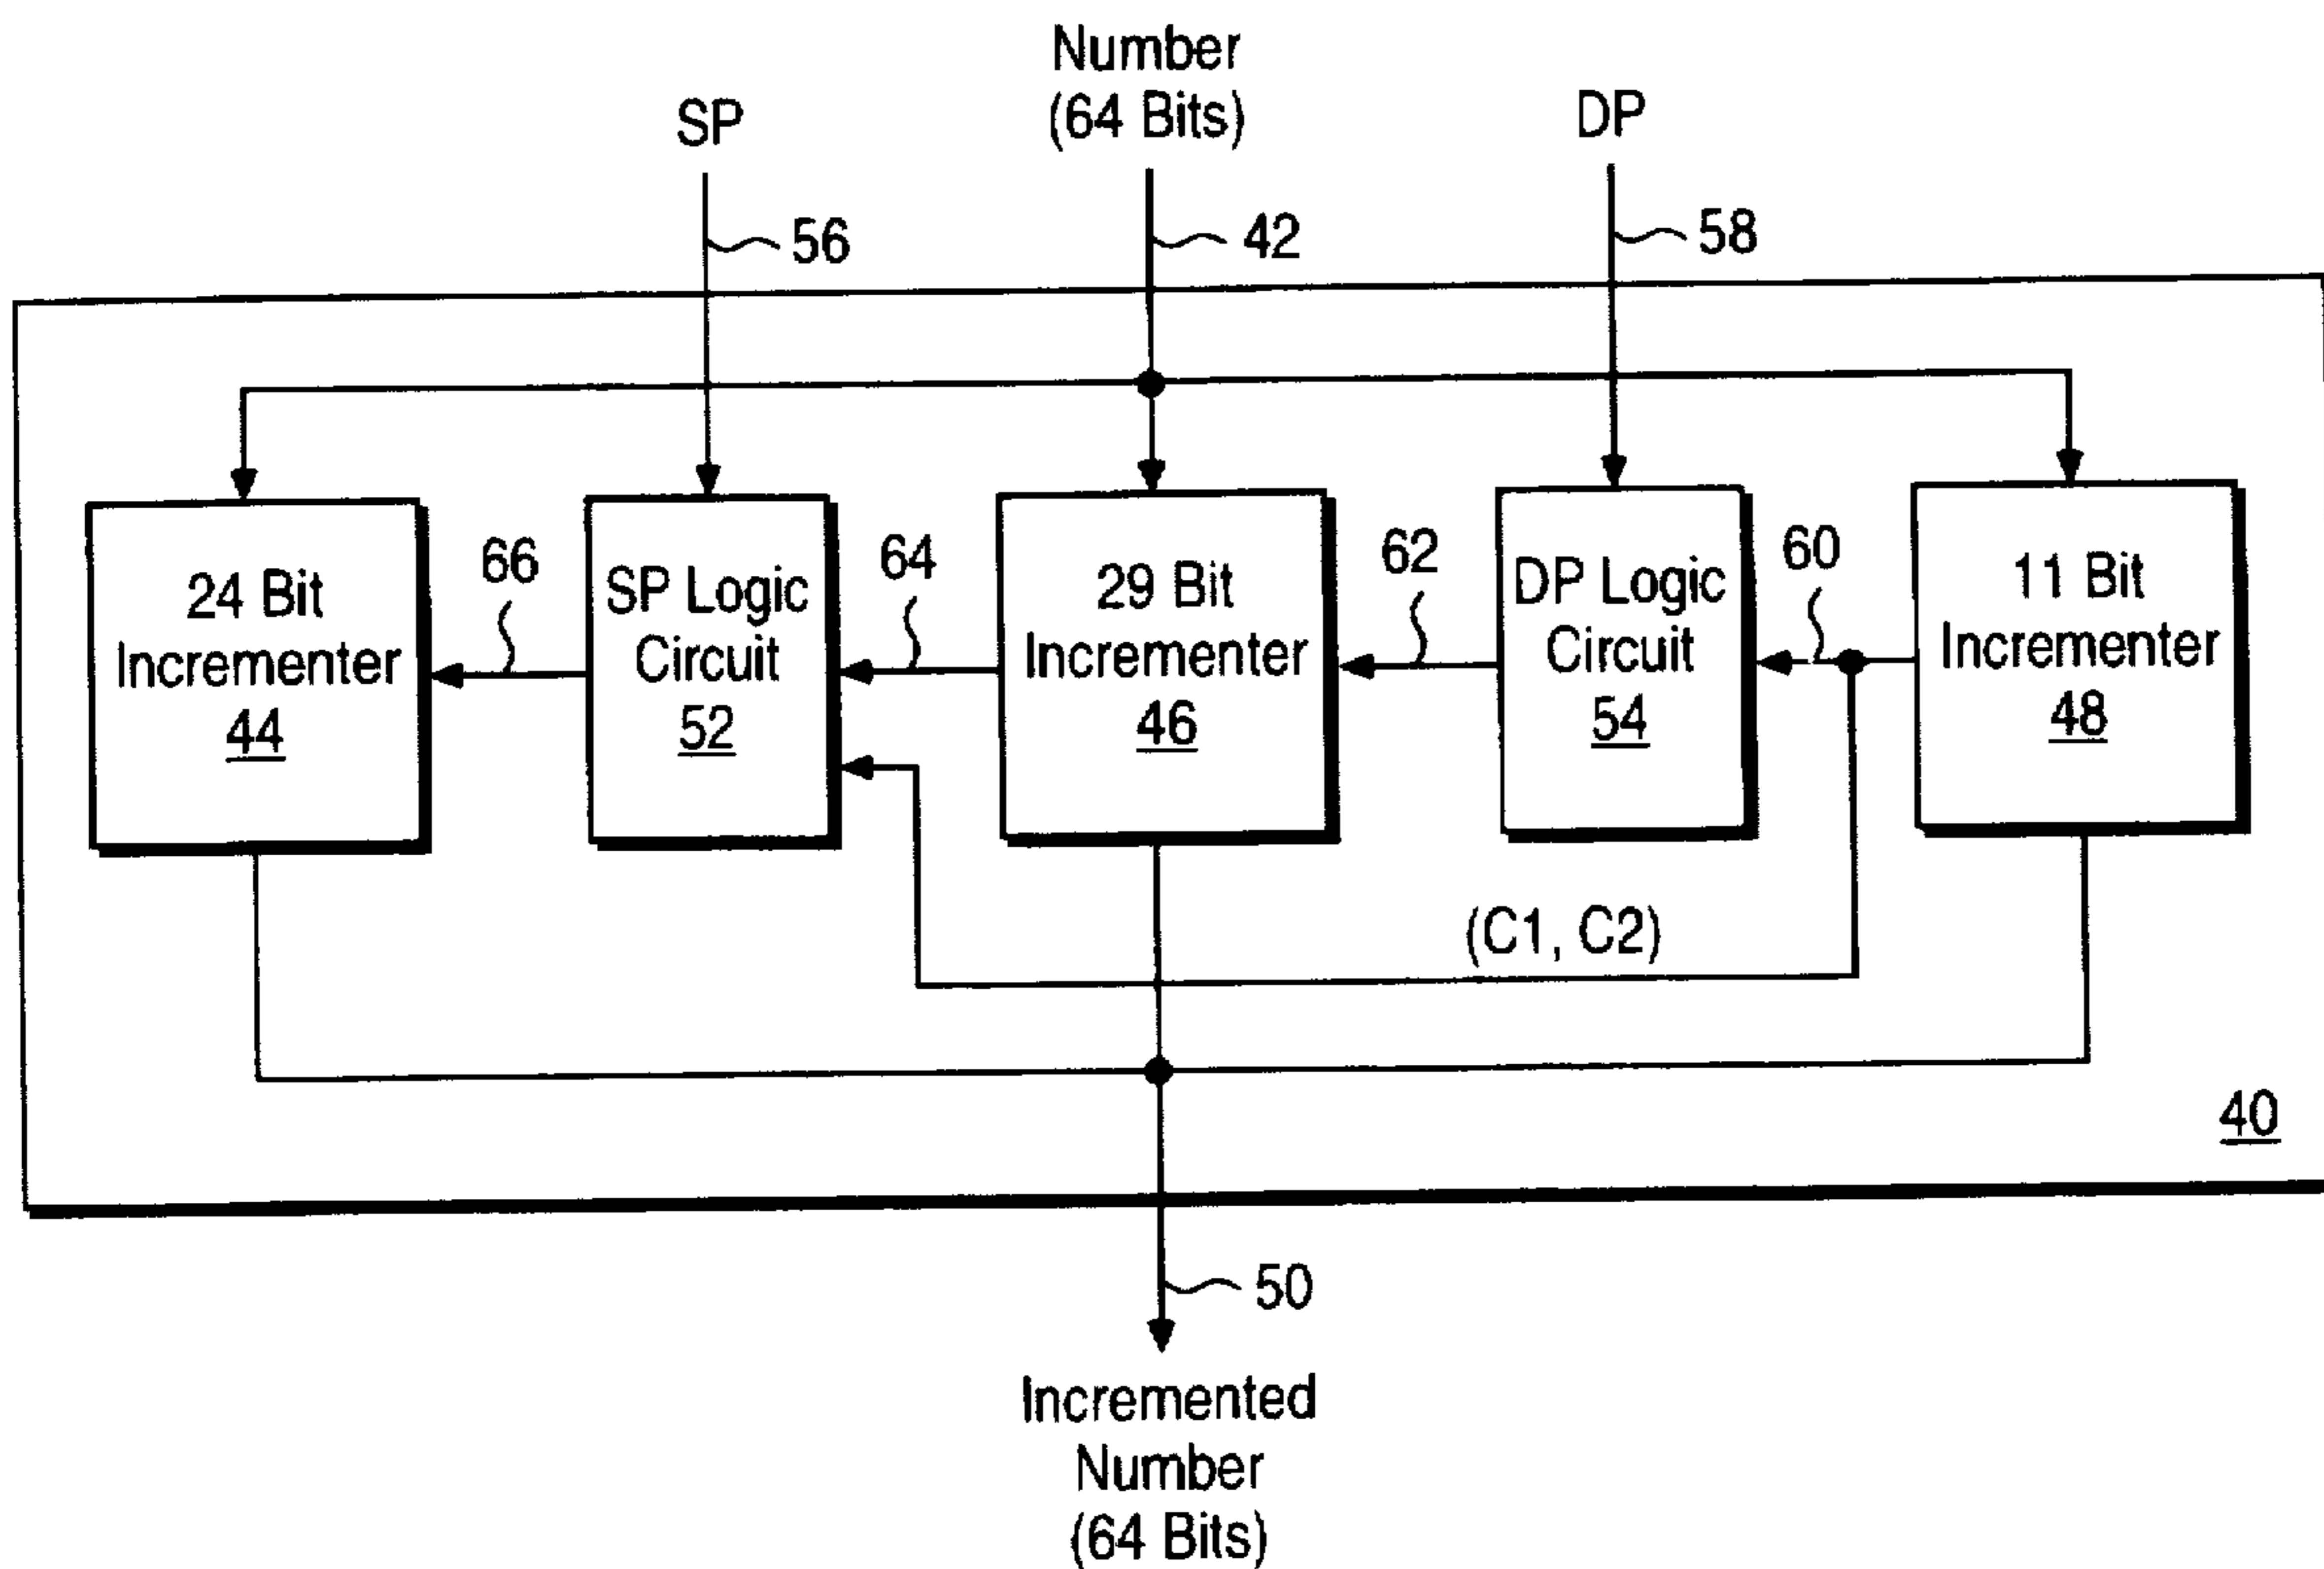 Number
(64 Bits)
SP
DP
56
42
58
24 Bit
Incrementer
44
66
SP Logic
Circuit
52
64
29 Bit
Incrementer
46
62
DP Logic
Circuit
54
60
11 Bit
Incrementer
48
(C1, C2)
40
50
Incremented
Number
(64 Bits)